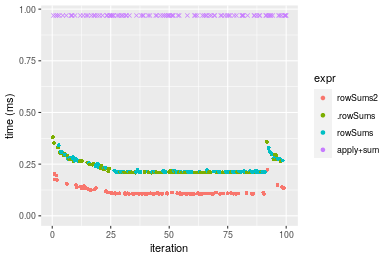 1.00
0.75
0.50
0.25
0.00
time (ms)
0
25
50
75
100
iteration
expr
rowSums2
.rowSums
rowSums
apply+sum